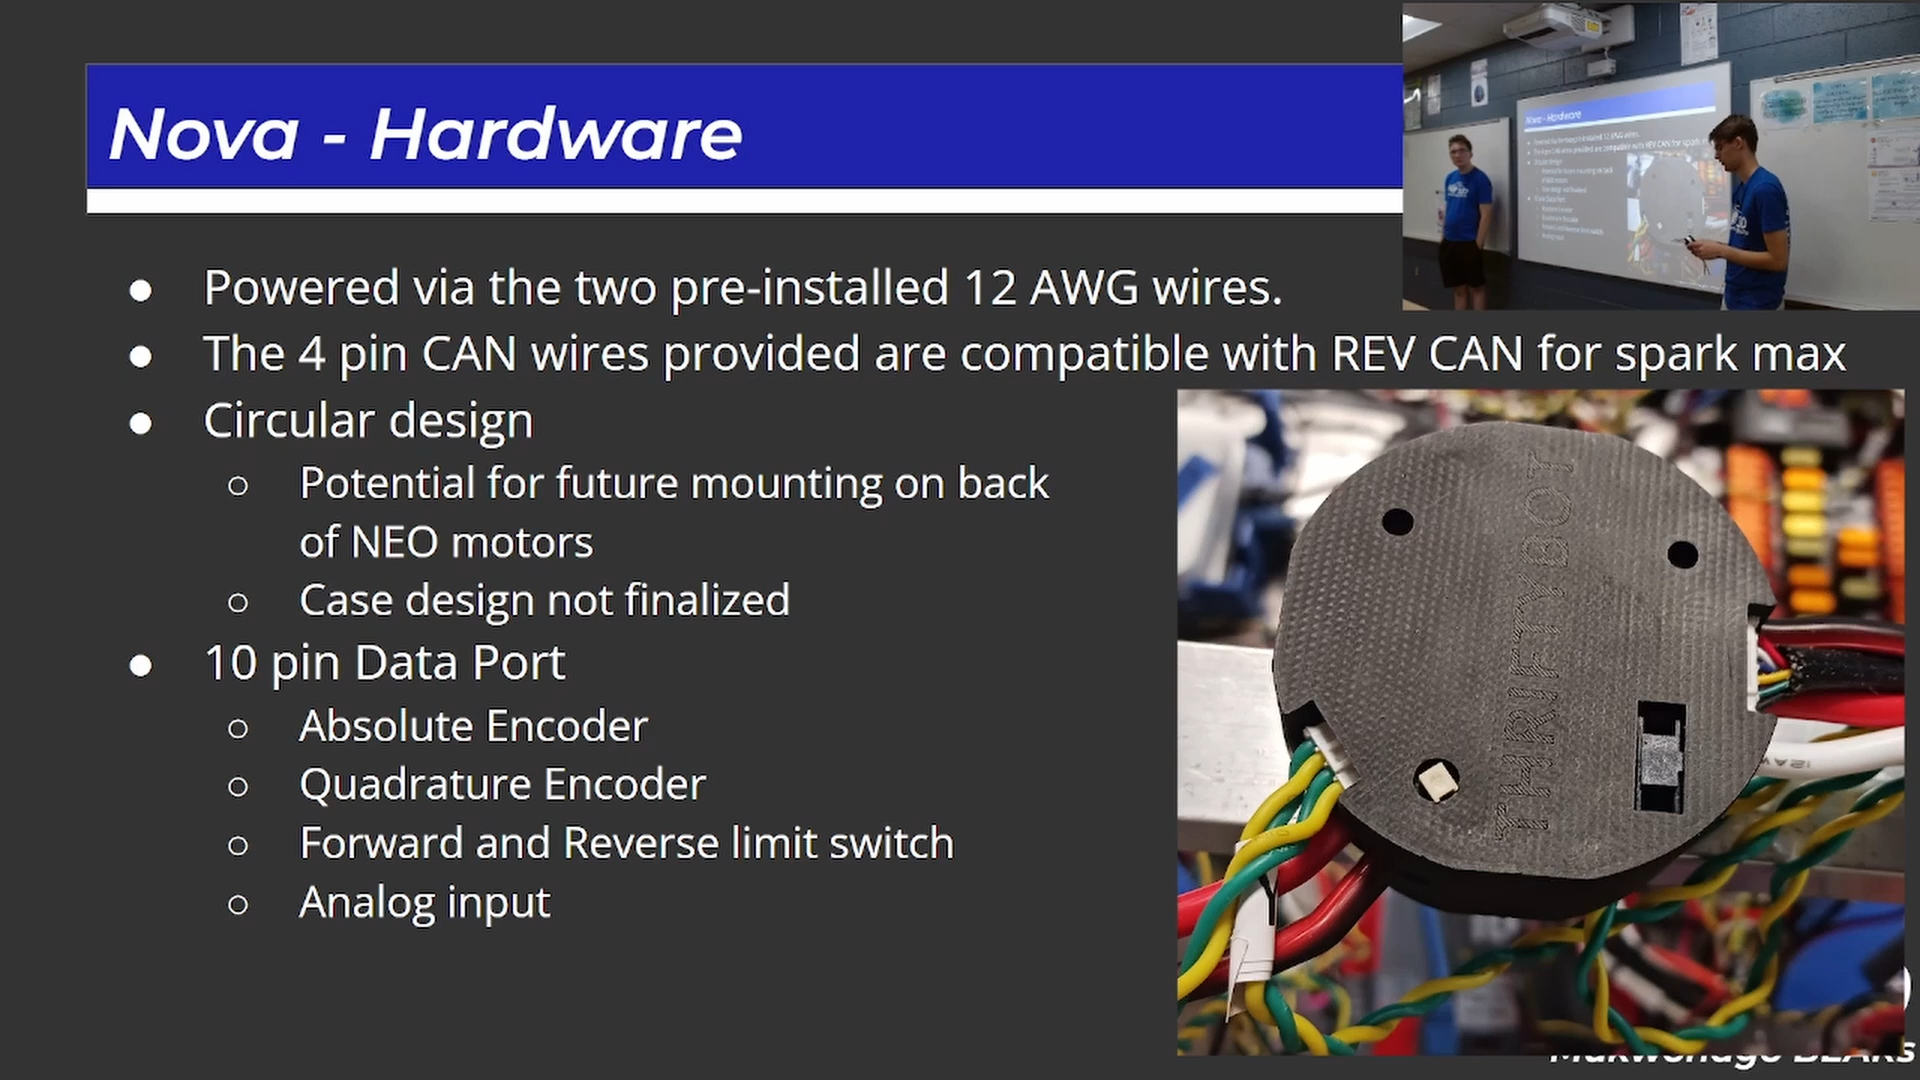 Nova - Hardware
● Powered via the two pre-installed 12 AWG wires.
● The 4 pin CAN wires provided are compatible with REV CAN for spark max
● Circular design
○ Potential for future mounting on back
of NEO motors
○ Case design not finalized
● 10 pin Data Port
○ Absolute Encoder
○ Quadrature Encoder
○ Forward and Reverse limit switch
○ Analog input
THRIFTYBOT
Mukwonago BEARs